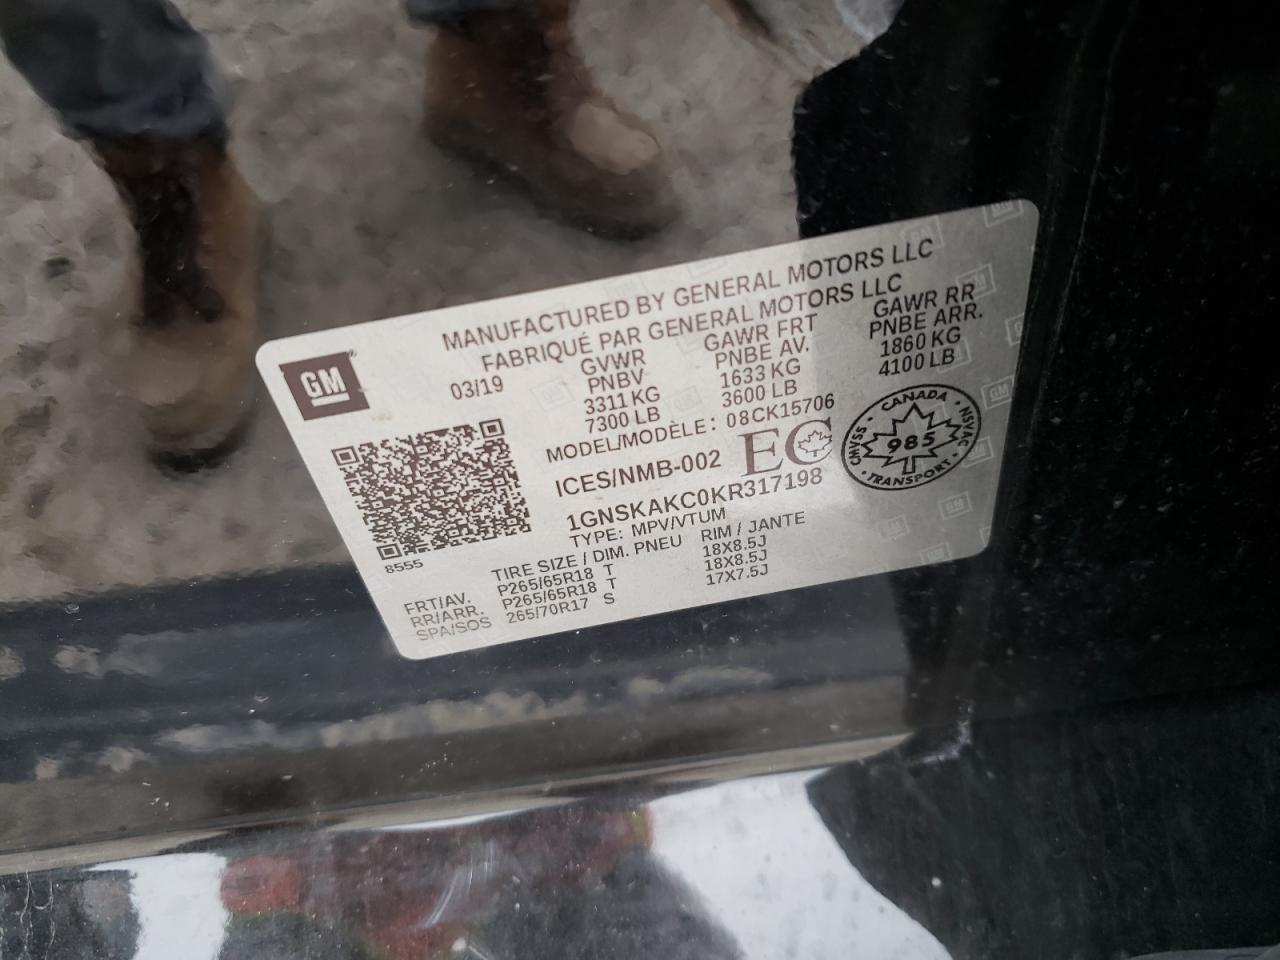 MANUFACTURED BY GENERAL MOTORS LLC
FABRIQUÉ PAR GENERAL MOTORS LLC
GM
03/19
GVWR
PNBV
3311 KG
7300 LB
GAWR FRT
PNBE AV.
1633 KG
3600 LB
GAWR RR
PNBE ARR.
1860 KG
4100 LB
MODEL/MODÈLE : 08CK15706
ICES/NMB-002
EC
CANADA
CMVSS
985
NSVAC
TRANSPORT
1GNSKAKC0KR317198
TYPE: MPV/VTUM
8555
TIRE SIZE / DIM. PNEU RIM / JANTE
FRT/AV. P265/65R18 T 18X8.5J
RR/ARR. P265/65R18 T 18X8.5J
SPA/SOS 265/70R17 S 17X7.5J